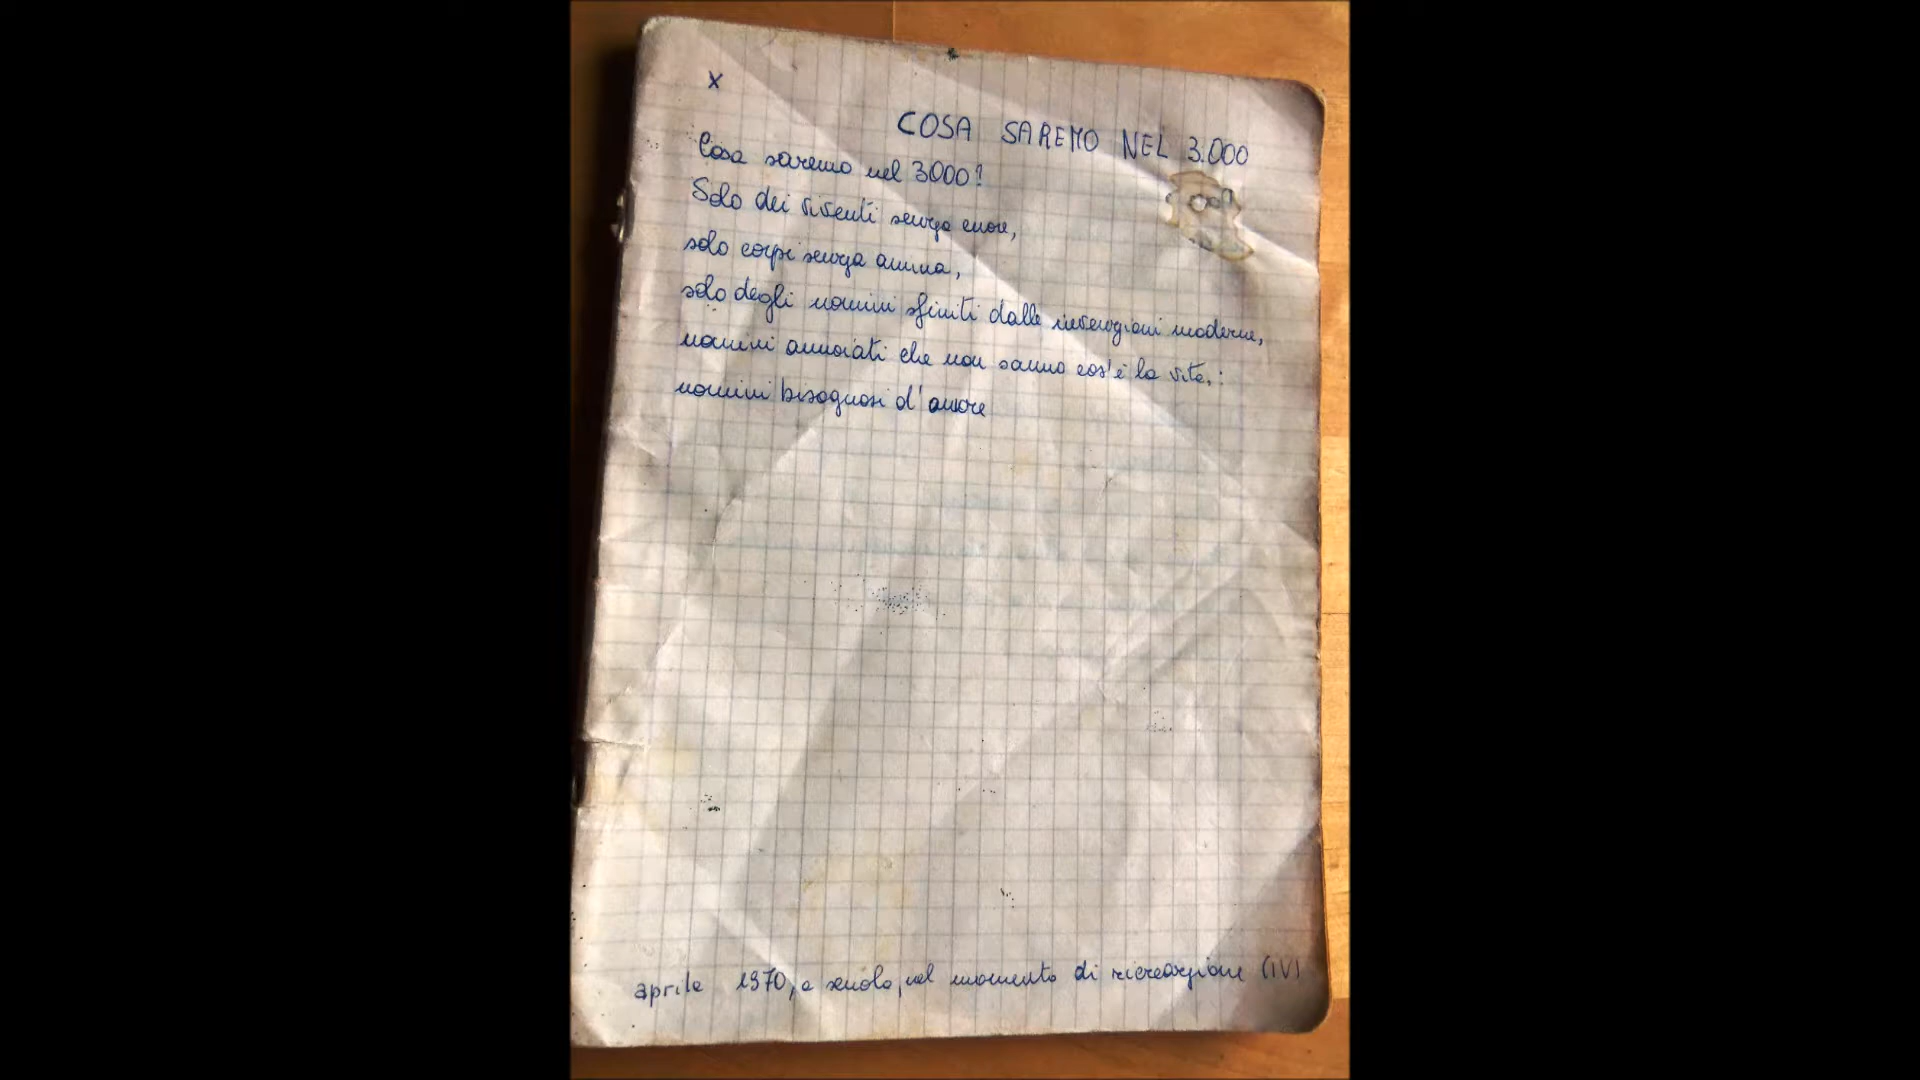 x
COSA SAREMO NEL 3.000
Cosa saremo nel 3000?
Solo dei viventi senza cuore,
solo corpi senza anima,
solo degli uomini sfiniti dalle invenzioni moderne,
uomini annoiati che non sanno cos'è la vita,:
uomini bisognosi d'amore
aprile 1970, a scuola, nel momento di ricreazione (IV)